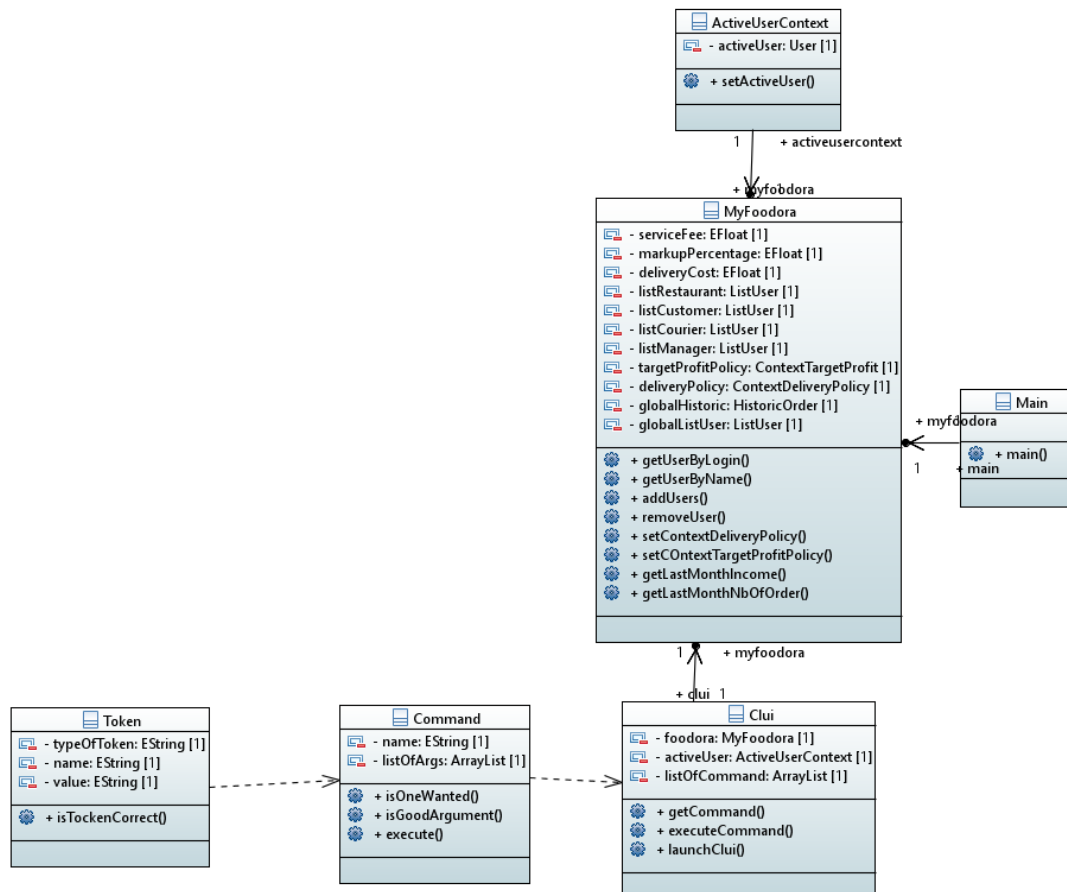 ActiveUserContext
- activeUser: User [1]
+ setActiveUser()
1
+ activeusercontext
+ myfoodora
1
MyFoodora
- serviceFee: EFloat [1]
- markupPercentage: EFloat [1]
- deliveryCost: EFloat [1]
- listRestaurant: ListUser [1]
- listCustomer: ListUser [1]
- listCourier: ListUser [1]
- listManager: ListUser [1]
- targetProfitPolicy: ContextTargetProfit [1]
- deliveryPolicy: ContextDeliveryPolicy [1]
- globalHistoric: HistoricOrder [1]
- globalListUser: ListUser [1]
+ getUserByLogin()
+ getUserByName()
+ addUsers()
+ removeUser()
+ setContextDeliveryPolicy()
+ setCOntextTargetProfitPolicy()
+ getLastMonthIncome()
+ getLastMonthNbOfOrder()
+ myfoodora
1
1
+ main
Main
+ main()
1
+ myfoodora
+ clui
1
Token
- typeOfToken: EString [1]
- name: EString [1]
- value: EString [1]
+ isTockenCorrect()
Command
- name: EString [1]
- listOfArgs: ArrayList [1]
+ isOneWanted()
+ isGoodArgument()
+ execute()
Clui
- foodora: MyFoodora [1]
- activeUser: ActiveUserContext [1]
- listOfCommand: ArrayList [1]
+ getCommand()
+ executeCommand()
+ launchClui()